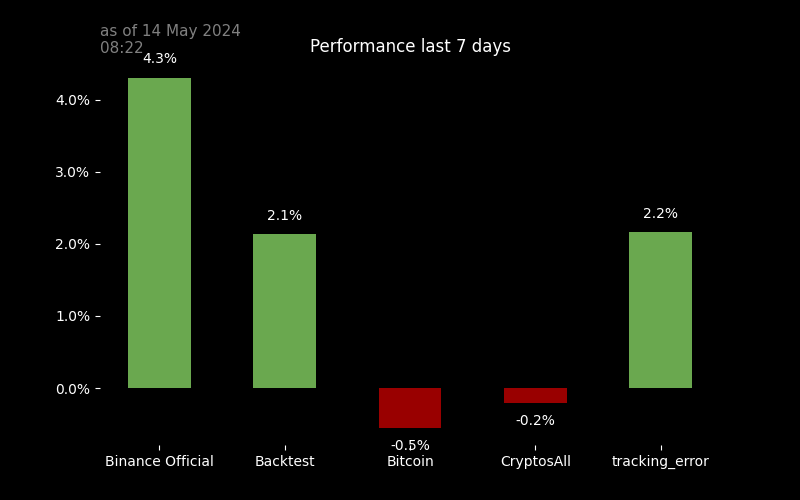 as of 14 May 2024
08:22
Performance last 7 days
4.3%
4.0%
3.0%
2.1%
2.2%
2.0%
1.0%
0.0%
-0.2%
-0.5%
Binance Official
Backtest
Bitcoin
CryptosAll
tracking_error